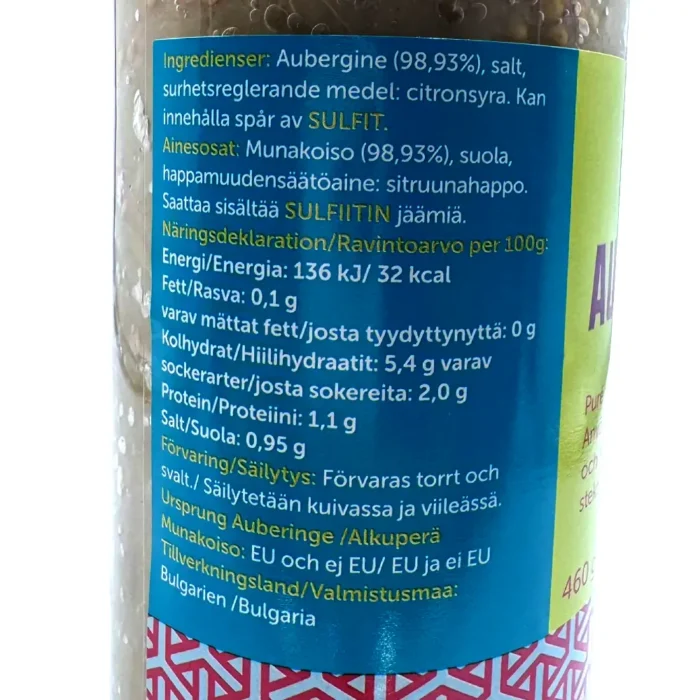 Ingredienser: Aubergine (98,93%), salt,
surhetsreglerande medel: citronsyra. Kan
innehålla spår av SULFIT.
Ainesosat: Munakoiso (98,93%), suola,
happamuudensäätöaine: sitruunahappo.
Saattaa sisältää SULFIITIN jäämiä.
Näringsdeklaration/Ravintoarvo per 100g:
Energi/Energia: 136 kJ/ 32 kcal
Fett/Rasva: 0,1 g
varav mättat fett/josta tyydyttynyttä: 0 g
Kolhydrat/Hiilihydraatit: 5,4 g varav
sockerarter/josta sokereita: 2,0 g
Protein/Proteiini: 1,1 g
Salt/Suola: 0,95 g
Förvaring/Säilytys: Förvaras torrt och
svalt./ Säilytetään kuivassa ja viileässä.
Ursprung Auberinge /Alkuperä
Munakoiso: EU och ej EU/ EU ja ei EU
Tillverkningsland/Valmistusmaa:
Bulgarien /Bulgaria
och
460 g